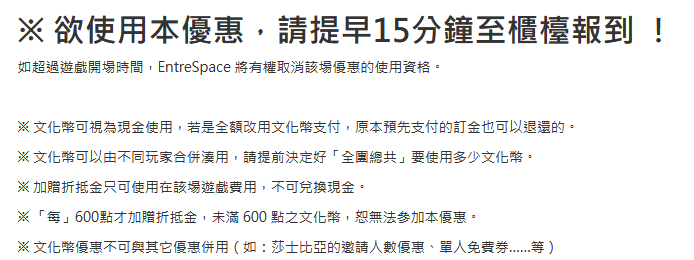 ※ 欲使用本優惠，請提早15分鐘至櫃檯報到 ！
如超過遊戲開場時間，EntreSpace 將有權取消該場優惠的使用資格。
※ 文化幣可視為現金使用，若是全額改用文化幣支付，原本預先支付的訂金也可以退還的。
※ 文化幣可以由不同玩家合併湊用，請提前決定好「全團總共」要使用多少文化幣。
※ 加贈折抵金只可使用在該場遊戲費用，不可兌換現金。
※ 「每」600點才加贈折抵金，未滿 600 點之文化幣，恕無法參加本優惠。
※ 文化幣優惠不可與其它優惠併用（如：莎士比亞的邀請人數優惠、單人免費券......等）